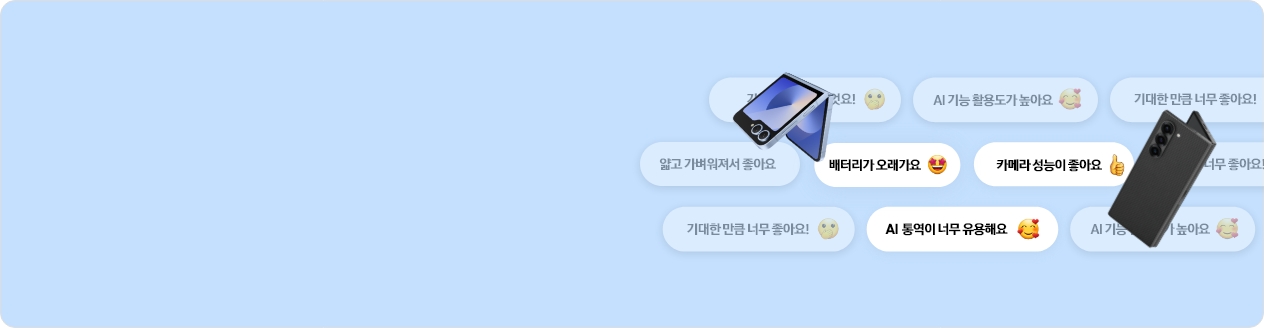 것요!
AI 기능 활용도가 높아요
기대한 만큼 너무 좋아요!
얇고 가벼워져서 좋아요
배터리가 오래가요
카메라 성능이 좋아요
너무 좋아요!
기대한 만큼 너무 좋아요!
AI 통역이 너무 유용해요
AI 기능 높아요